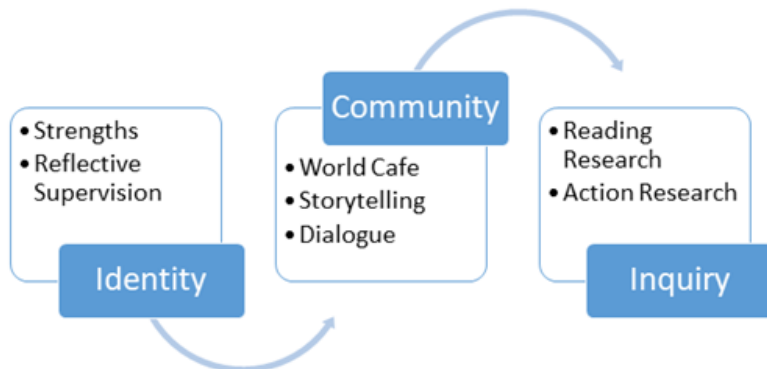 • Strengths
• Reflective
Supervision
Identity
Community
• World Cafe
• Storytelling
• Dialogue
• Reading
Research
• Action Research
Inquiry